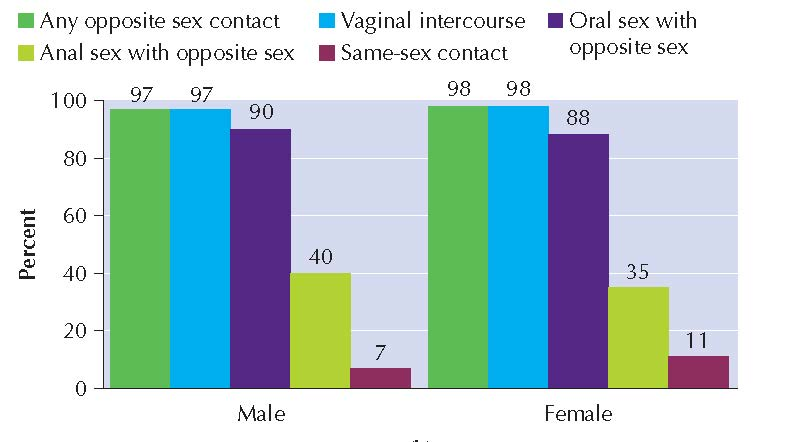 Any opposite sex contact
Vaginal intercourse
Oral sex with
opposite sex
Anal sex with opposite sex
Same-sex contact
97 97 90 40 7
98 98 88 35 11
100
80
60
40
20
0
Percent
Male Female